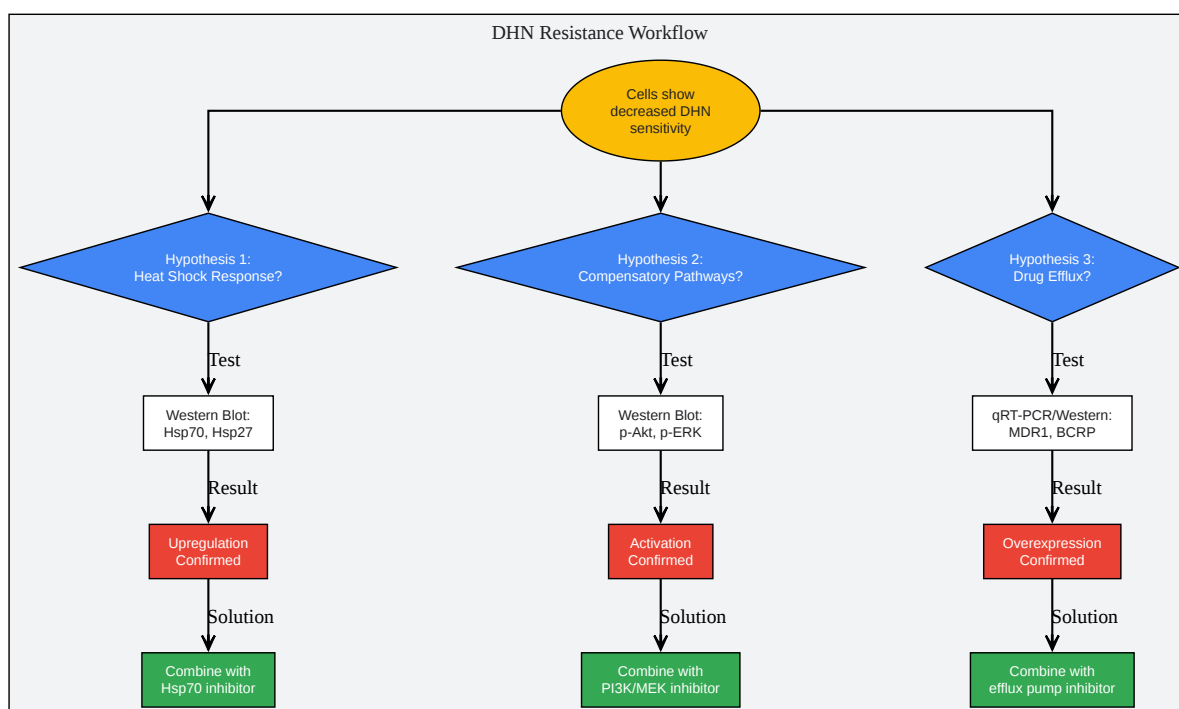 DHN Resistance Workflow
Cells show
decreased DHN
sensitivity
Hypothesis 1:
Heat Shock Response?
Hypothesis 2:
Compensatory Pathways?
Hypothesis 3:
Drug Efflux?
Test
Test
Test
Western Blot:
Hsp70, Hsp27
Western Blot:
p-Akt, p-ERK
qRT-PCR/Western:
MDR1, BCRP
Result
Result
Result
Upregulation
Confirmed
Activation
Confirmed
Overexpression
Confirmed
Solution
Solution
Solution
Combine with
Hsp70 inhibitor
Combine with
PI3K/MEK inhibitor
Combine with
efflux pump inhibitor